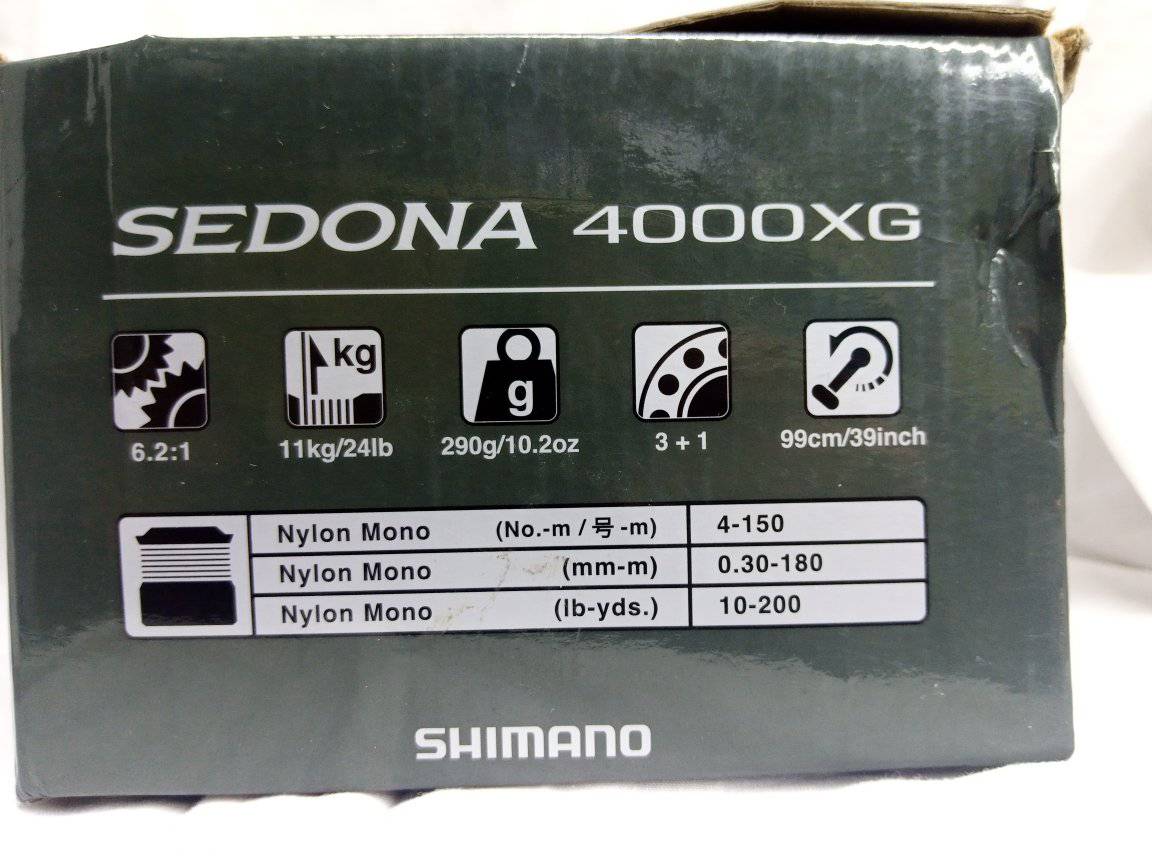 SEDONA 4000XG
kg
g
6.2:1 11kg/24lb 290g/10.2oz 3 + 1 99cm/39inch
Nylon Mono (No.-m / 号 -m) 4-150
Nylon Mono (mm-m) 0.30-180
Nylon Mono (lb-yds.) 10-200
SHIMANO